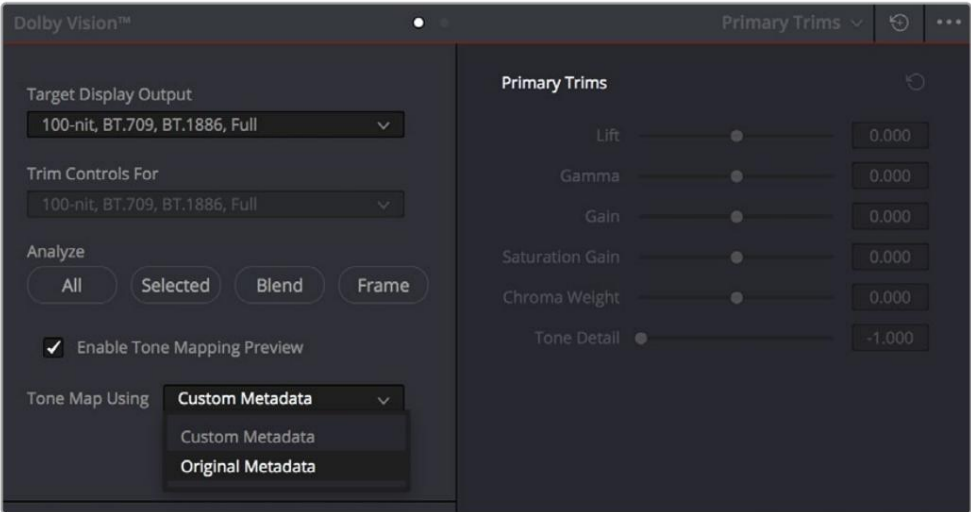 Dolby Vision™
Primary Trims
Target Display Output
100-nit, BT.709, BT.1886, Full
Trim Controls For
100-nit, BT.709, BT.1886, Full
Analyze
All Selected Blend Frame
Enable Tone Mapping Preview
Tone Map Using Custom Metadata
Custom Metadata
Original Metadata
Primary Trims
Lift 0.000
Gamma 0.000
Gain 0.000
Saturation Gain 0.000
Chroma Weight 0.000
Tone Detail -1.000